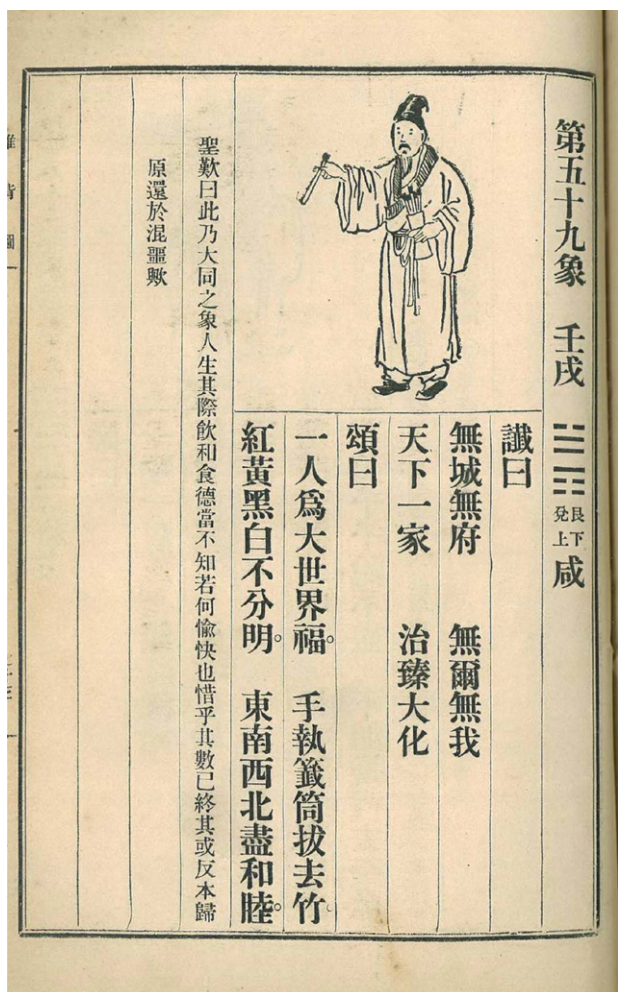 第五十九象 壬戌 ䷞ 艮下兌上 咸
讖曰
無城無府 無爾無我
天下一家 治臻大化
頌曰
一人爲大世界福。 手執籤筒拔去竹。
紅黃黑白不分明。 東南西北盡和睦。
聖歎曰此乃大同之象人生其際飲和食德當不知若何愉快也惜乎其數已終其或反本歸
原還於混噩歟